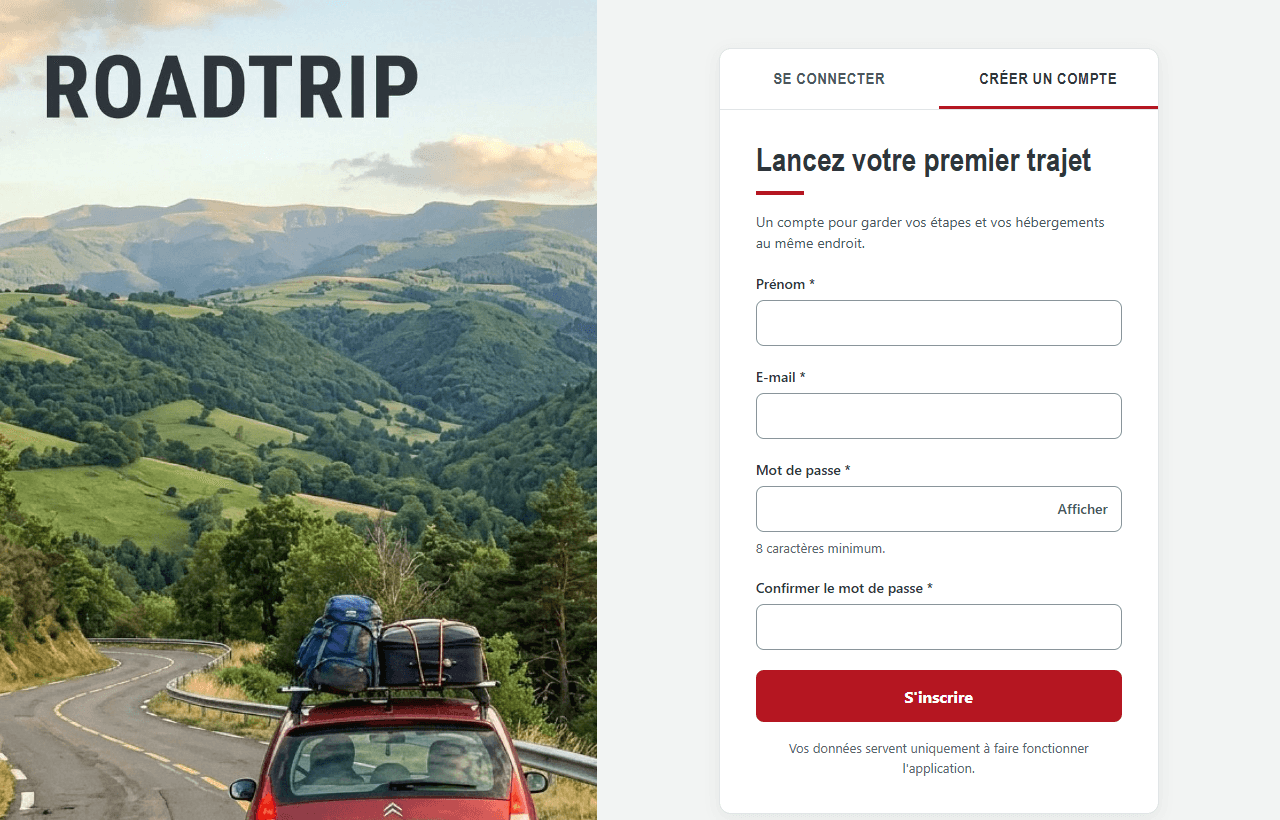 ROADTRIP
SE CONNECTER
CRÉER UN COMPTE
Lancez votre premier trajet
Un compte pour garder vos étapes et vos hébergements
au même endroit.
Prénom *
E-mail *
Mot de passe *
Afficher
8 caractères minimum.
Confirmer le mot de passe *
S'inscrire
Vos données servent uniquement à faire fonctionner
l'application.